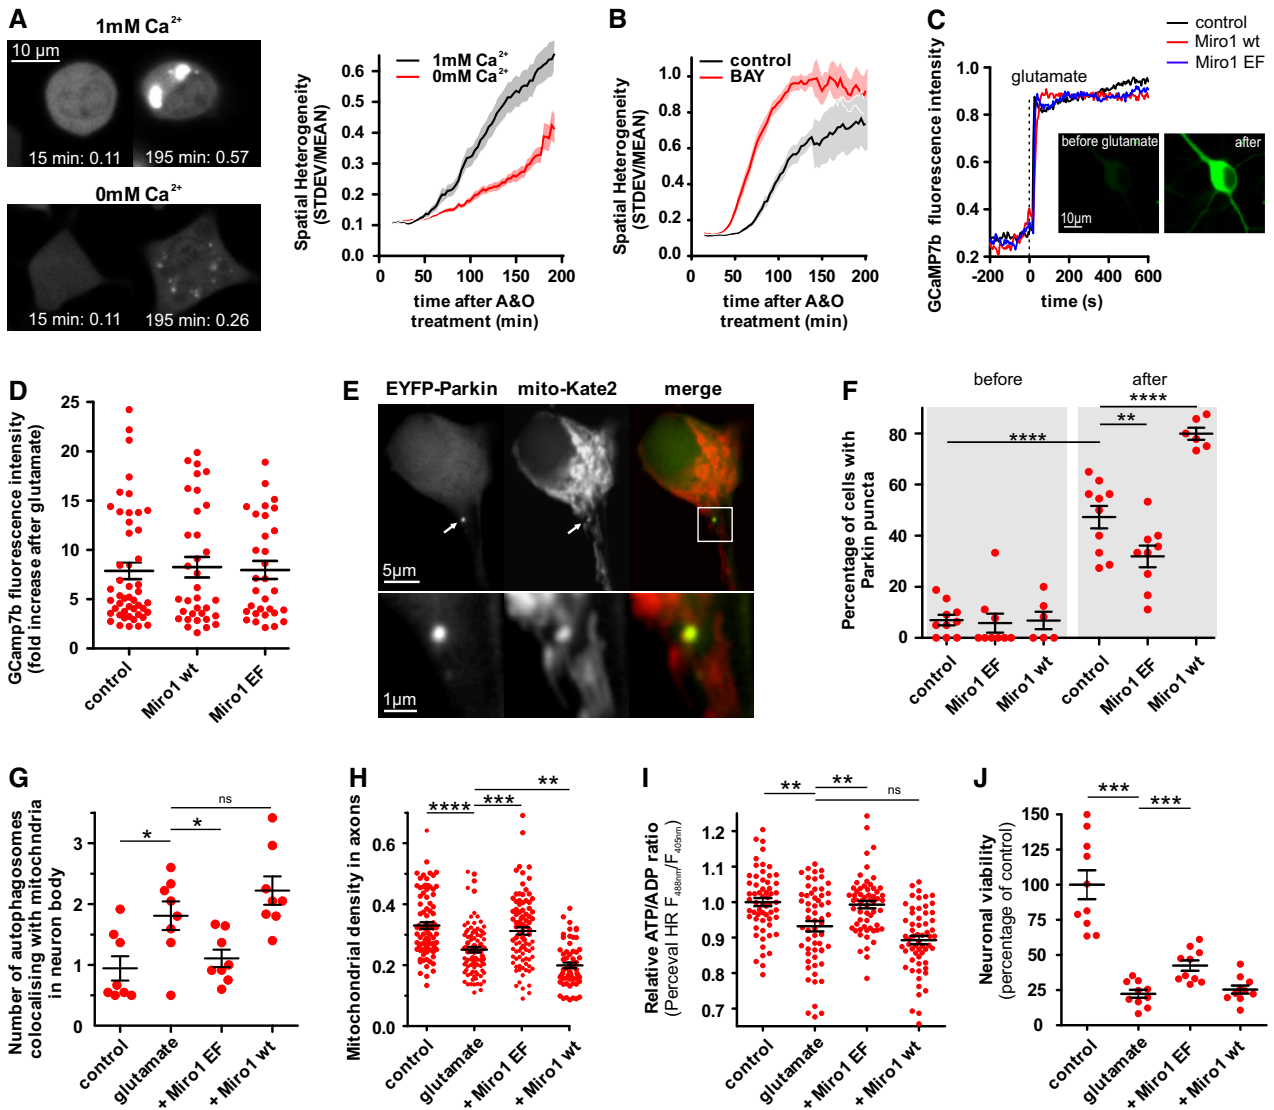 A
1mM Ca²⁺
10 µm
15 min: 0.11
195 min: 0.57
0mM Ca²⁺
15 min: 0.11
195 min: 0.26
Spatial Heterogeneity
(STDEV/MEAN)
0.6
0.5
0.4
0.3
0.2
0.1
0.0
1mM Ca²⁺
0mM Ca²⁺
0 50 100 150 200
time after A&O
treatment (min)
B
Spatial Heterogeneity
(STDEV/MEAN)
1.0
0.8
0.6
0.4
0.2
0.0
control
BAY
0 50 100 150 200
time after A&O
treatment (min)
C
control
Miro1 wt
Miro1 EF
GCaMP7b fluorescence intensity
1.0
0.8
0.6
0.4
0.2
glutamate
before glutamate
after
10µm
-200 0 200 400 600
time (s)
D
GCamp7b fluorescence intensity
(fold increase after glutamate)
25
20
15
10
5
0
control
Miro1 wt
Miro1 EF
E
EYFP-Parkin
mito-Kate2
merge
5µm
1µm
F
before
after
Percentage of cells with
Parkin puncta
80
60
40
20
0
****
****
**
control
Miro1 EF
Miro1 wt
control
Miro1 EF
Miro1 wt
G
Number of autophagosomes
colocalising with mitochndria
in neuron body
3
2
1
0
ns
*
*
control
glutamate
+ Miro1 EF
+ Miro1 wt
H
Mitochondrial density in axons
0.6
0.4
0.2
0.0
**
****
***
control
glutamate
+ Miro1 EF
+ Miro1 wt
I
Relative ATP/ADP ratio
(Perceval HR F488nm/F405nm)
1.2
1.1
1.0
0.9
0.8
0.7
**
**
ns
control
glutamate
+ Miro1 EF
+ Miro1 wt
J
Neuronal viability
(percentage of control)
150
125
100
75
50
25
0
***
***
control
glutamate
+ Miro1 EF
+ Miro1 wt